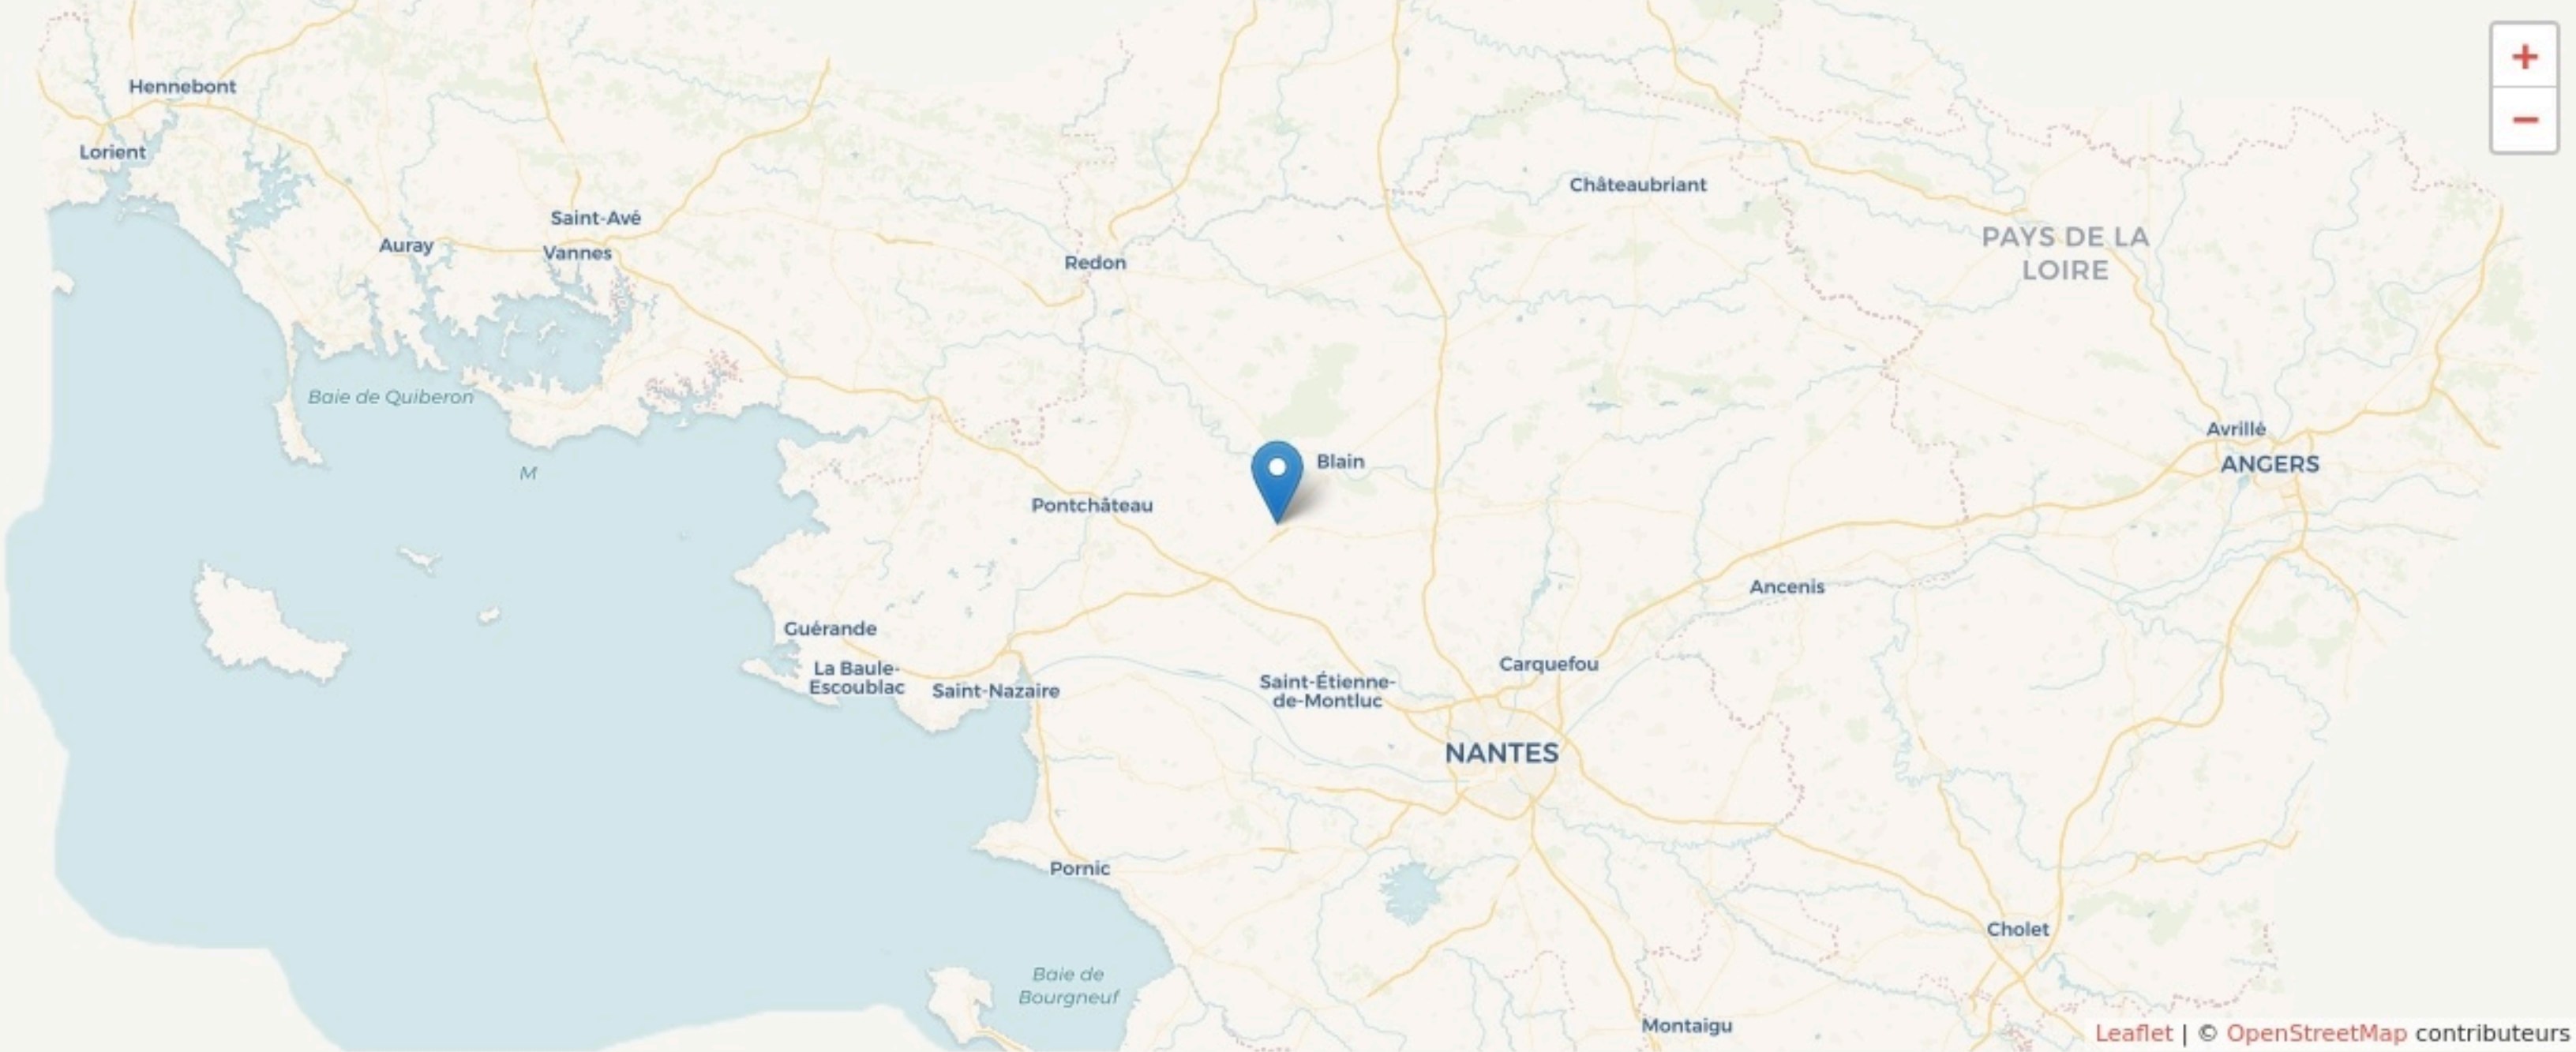 +
−
Hennebont
Lorient
Châteaubriant
Saint-Avé
Auray
Vannes
Redon
PAYS DE LA
LOIRE
Baie de Quiberon
Avrillé
M
Blain
ANGERS
Pontchâteau
Ancenis
Guérande
Carquefou
La Baule-
Escoublac
Saint-Nazaire
Saint-Étienne-
de-Montluc
NANTES
Pornic
Cholet
Baie de
Bourgneuf
Montaigu
Leaflet | © OpenStreetMap contributeurs